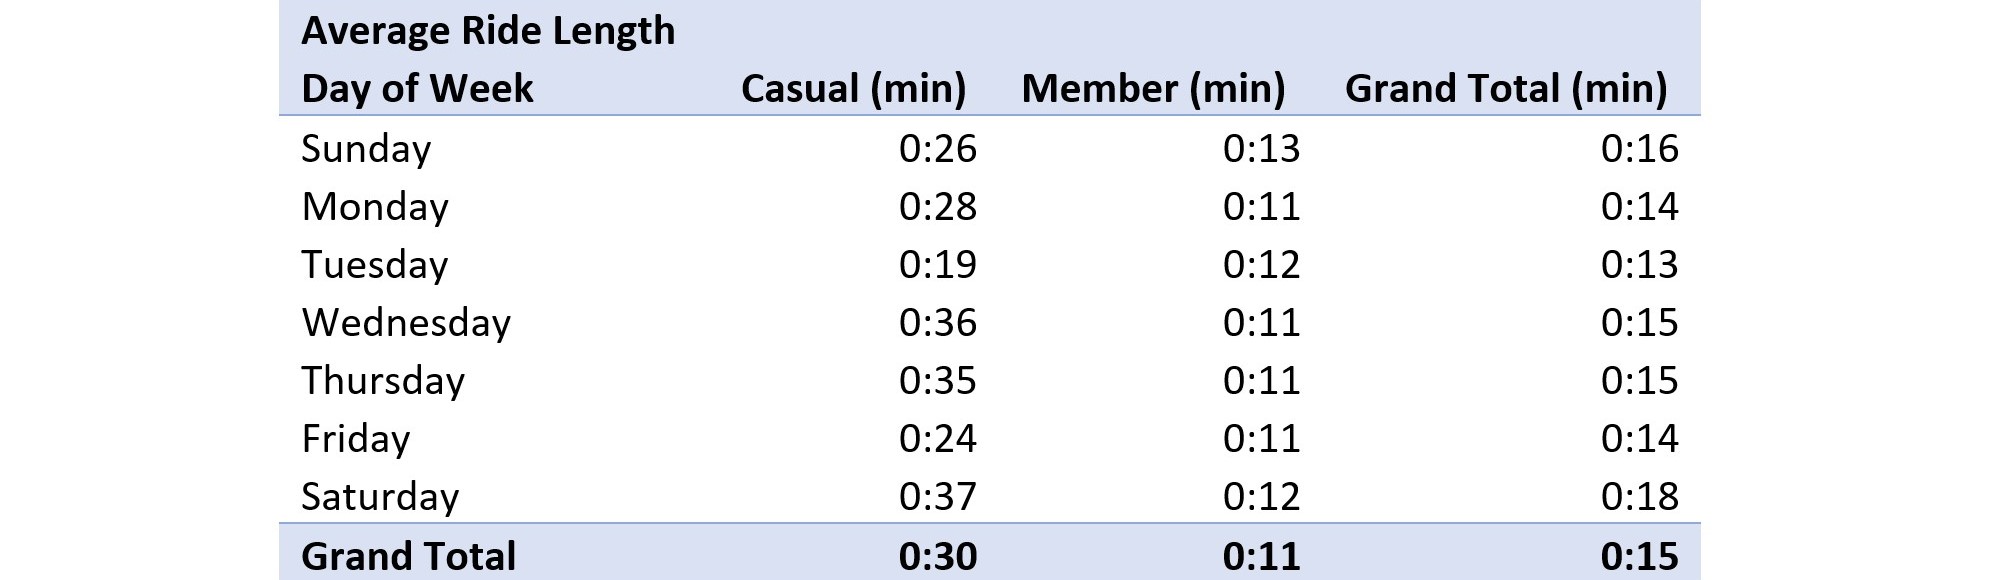 Average Ride Length
Day of Week Casual (min) Member (min) Grand Total (min)
Sunday 0:26 0:13 0:16
Monday 0:28 0:11 0:14
Tuesday 0:19 0:12 0:13
Wednesday 0:36 0:11 0:15
Thursday 0:35 0:11 0:15
Friday 0:24 0:11 0:14
Saturday 0:37 0:12 0:18
Grand Total 0:30 0:11 0:15